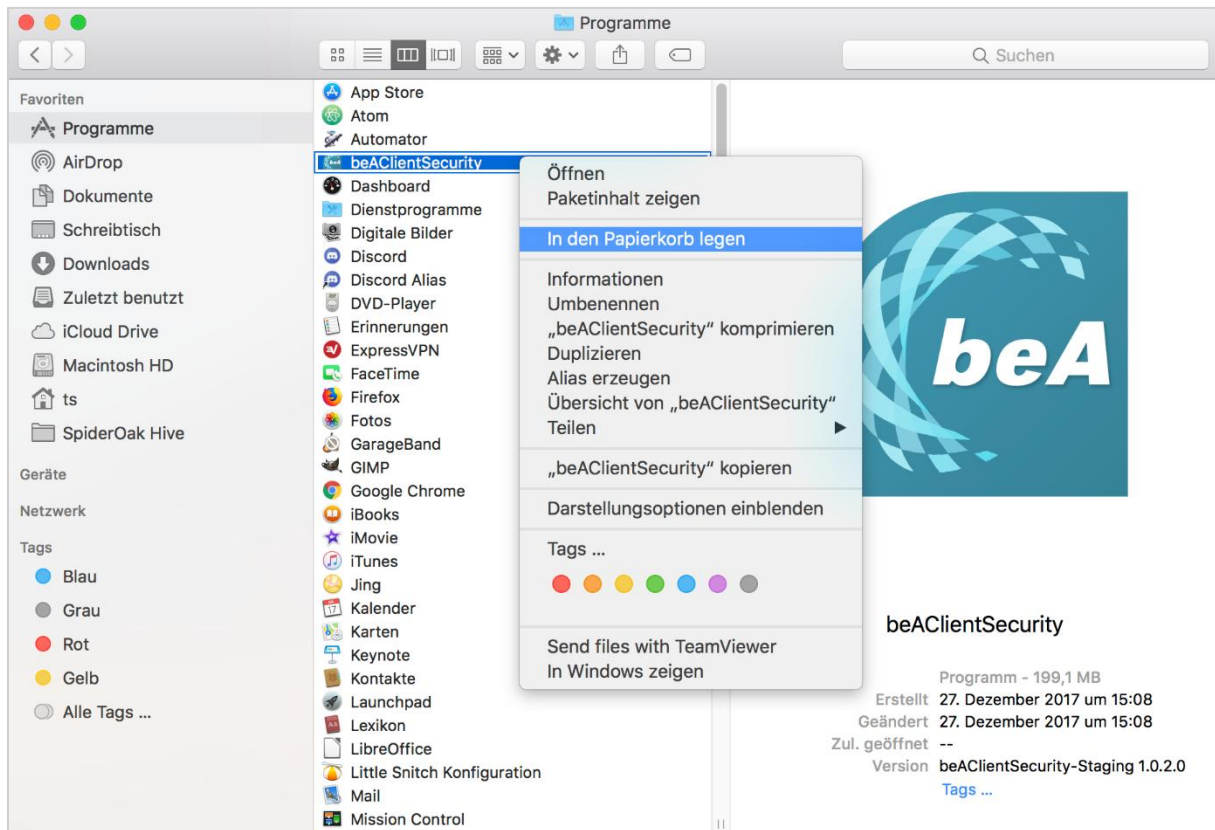 Programme
Suchen
Favoriten
Programme
AirDrop
Dokumente
Schreibtisch
Downloads
Zuletzt benutzt
iCloud Drive
Macintosh HD
ts
SpiderOak Hive
Geräte
Netzwerk
Tags
Blau
Grau
Rot
Gelb
Alle Tags ...
App Store
Atom
Automator
beAClientSecurity
Dashboard
Dienstprogramme
Digitale Bilder
Discord
Discord Alias
DVD-Player
Erinnerungen
ExpressVPN
FaceTime
Firefox
Fotos
GarageBand
GIMP
Google Chrome
iBooks
iMovie
iTunes
Jing
Kalender
Karten
Keynote
Kontakte
Launchpad
Lexikon
LibreOffice
Little Snitch Konfiguration
Mail
Mission Control
Öffnen
Paketinhalt zeigen
In den Papierkorb legen
Informationen
Umbenennen
„beAClientSecurity“ komprimieren
Duplizieren
Alias erzeugen
Übersicht von „beAClientSecurity“
Teilen
„beAClientSecurity“ kopieren
Darstellungsoptionen einblenden
Tags ...
Send files with TeamViewer
In Windows zeigen
beA
beAClientSecurity
Programm - 199,1 MB
Erstellt 27. Dezember 2017 um 15:08
Geändert 27. Dezember 2017 um 15:08
Zul. geöffnet --
Version beAClientSecurity-Staging 1.0.2.0
Tags ...